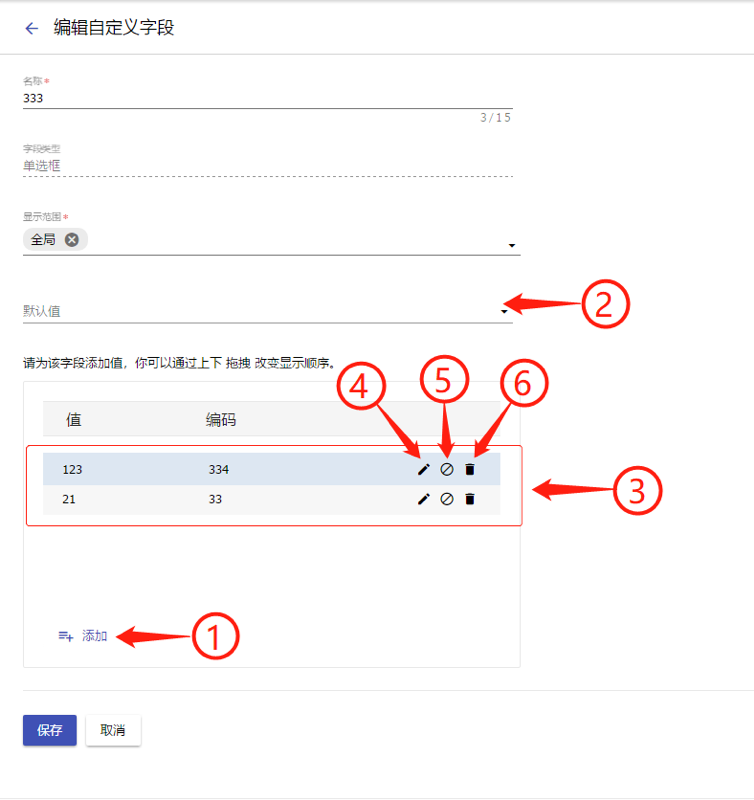 编辑自定义字段
名称*
333
3/15
字段类型
单选框
显示范围*
全局
2
默认值
请为该字段添加值，你可以通过上下 拖拽 改变显示顺序。
4 5 6
值 编码
123 334
3
21 33
添加 1
保存 取消